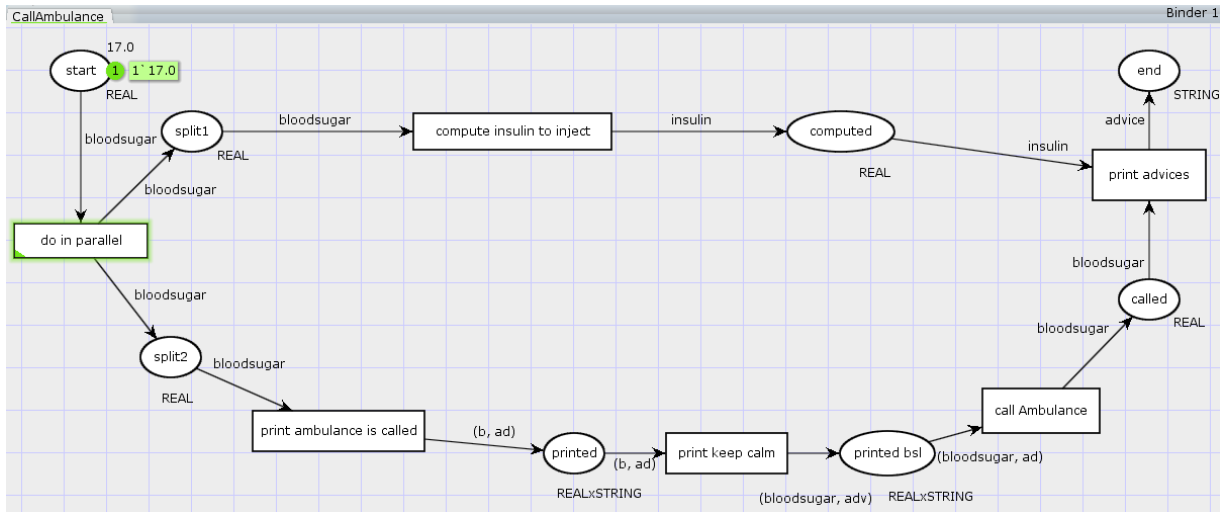 CallAmbulance
Binder 1
17.0
start
1
1`17.0
REAL
end
STRING
bloodsugar
split1
REAL
bloodsugar
compute insulin to inject
insulin
computed
REAL
advice
insulin
print advices
bloodsugar
do in parallel
bloodsugar
bloodsugar
called
REAL
bloodsugar
split2
REAL
bloodsugar
print ambulance is called
(b, ad)
printed
REALxSTRING
(b, ad)
print keep calm
(bloodsugar, adv)
printed bsl
REALxSTRING
(bloodsugar, ad)
call Ambulance